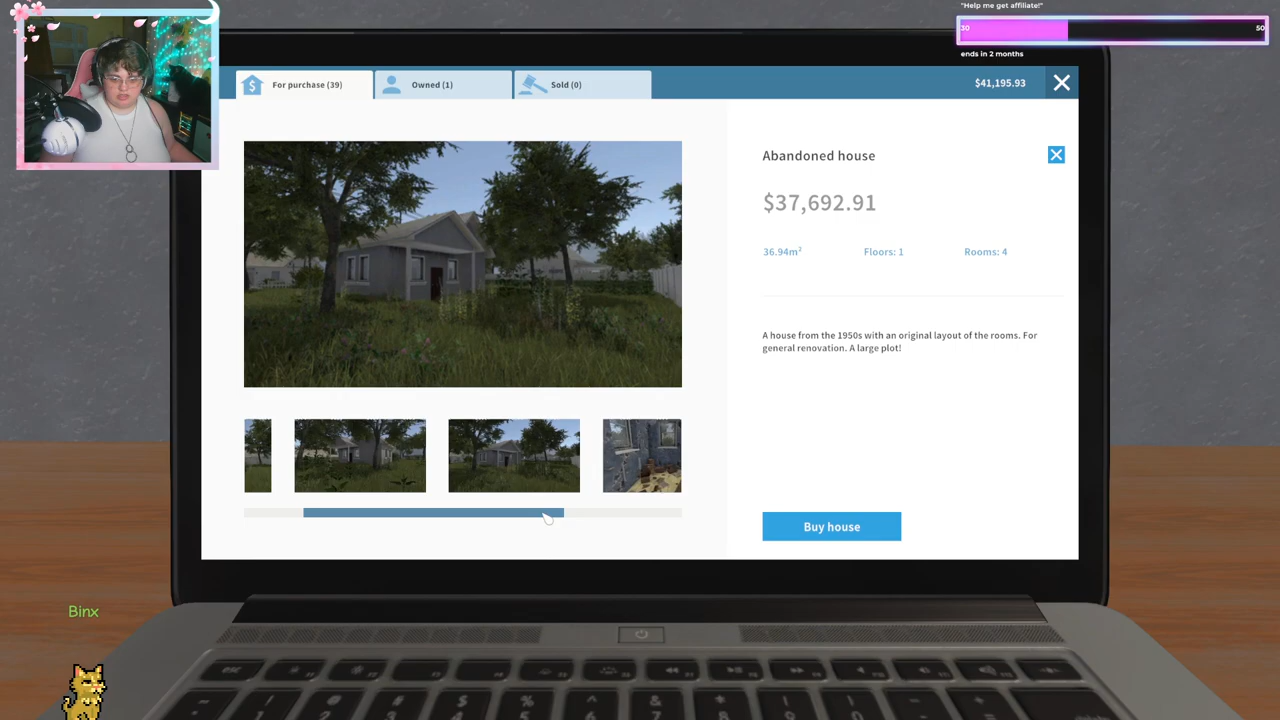 "Help me get affiliate!"
30
50
ends in 2 months
For purchase (39)
Owned (1)
Sold (0)
$41,195.93
Abandoned house
$37,692.91
36.94m²
Floors: 1
Rooms: 4
A house from the 1950s with an original layout of the rooms. For
general renovation. A large plot!
Buy house
Binx
esc